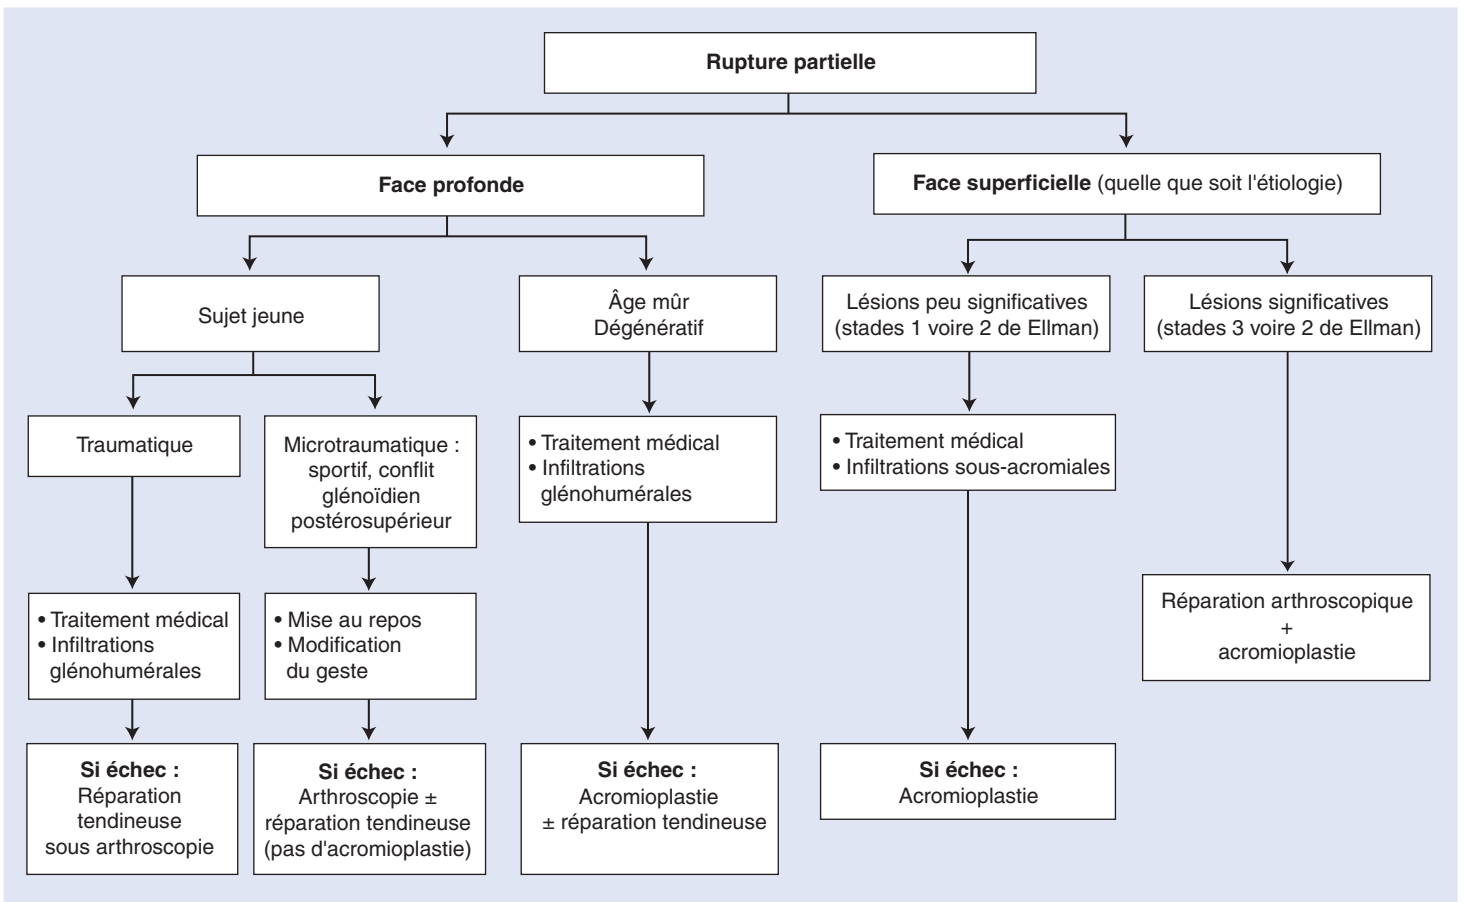 Rupture partielle
Face profonde
Face superficielle (quelle que soit l'étiologie)
Sujet jeune
Âge mûr
Dégénératif
Lésions peu significatives
(stades 1 voire 2 de Ellman)
Lésions significatives
(stades 3 voire 2 de Ellman)
Traumatique
Microtraumatique :
sportif, conflit
glénoïdien
postérosupérieur
• Traitement médical
• Infiltrations
glénohumérales
• Traitement médical
• Infiltrations sous-acromiales
• Traitement médical
• Infiltrations
glénohumérales
• Mise au repos
• Modification
du geste
Réparation arthroscopique
+
acromioplastie
Si échec :
Réparation
tendineuse
sous arthroscopie
Si échec :
Arthroscopie ±
réparation tendineuse
(pas d'acromioplastie)
Si échec :
Acromioplastie
± réparation tendineuse
Si échec :
Acromioplastie